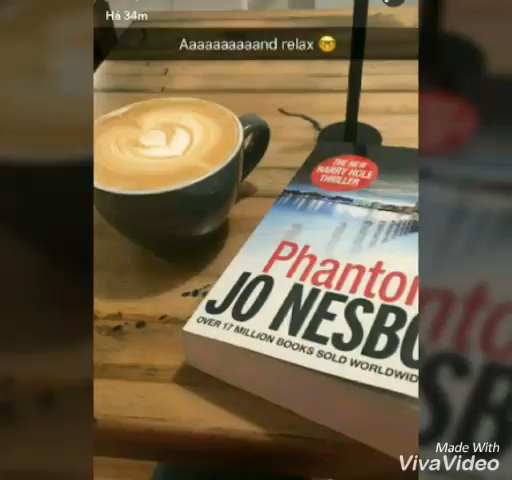 Há 34m
Aaaaaaaaaand relax 🤓
THE NEW
HARRY HOLE
THRILLER
Phantom
JO NESBO
OVER 17 MILLION BOOKS SOLD WORLDWID
Made With
VivaVideo